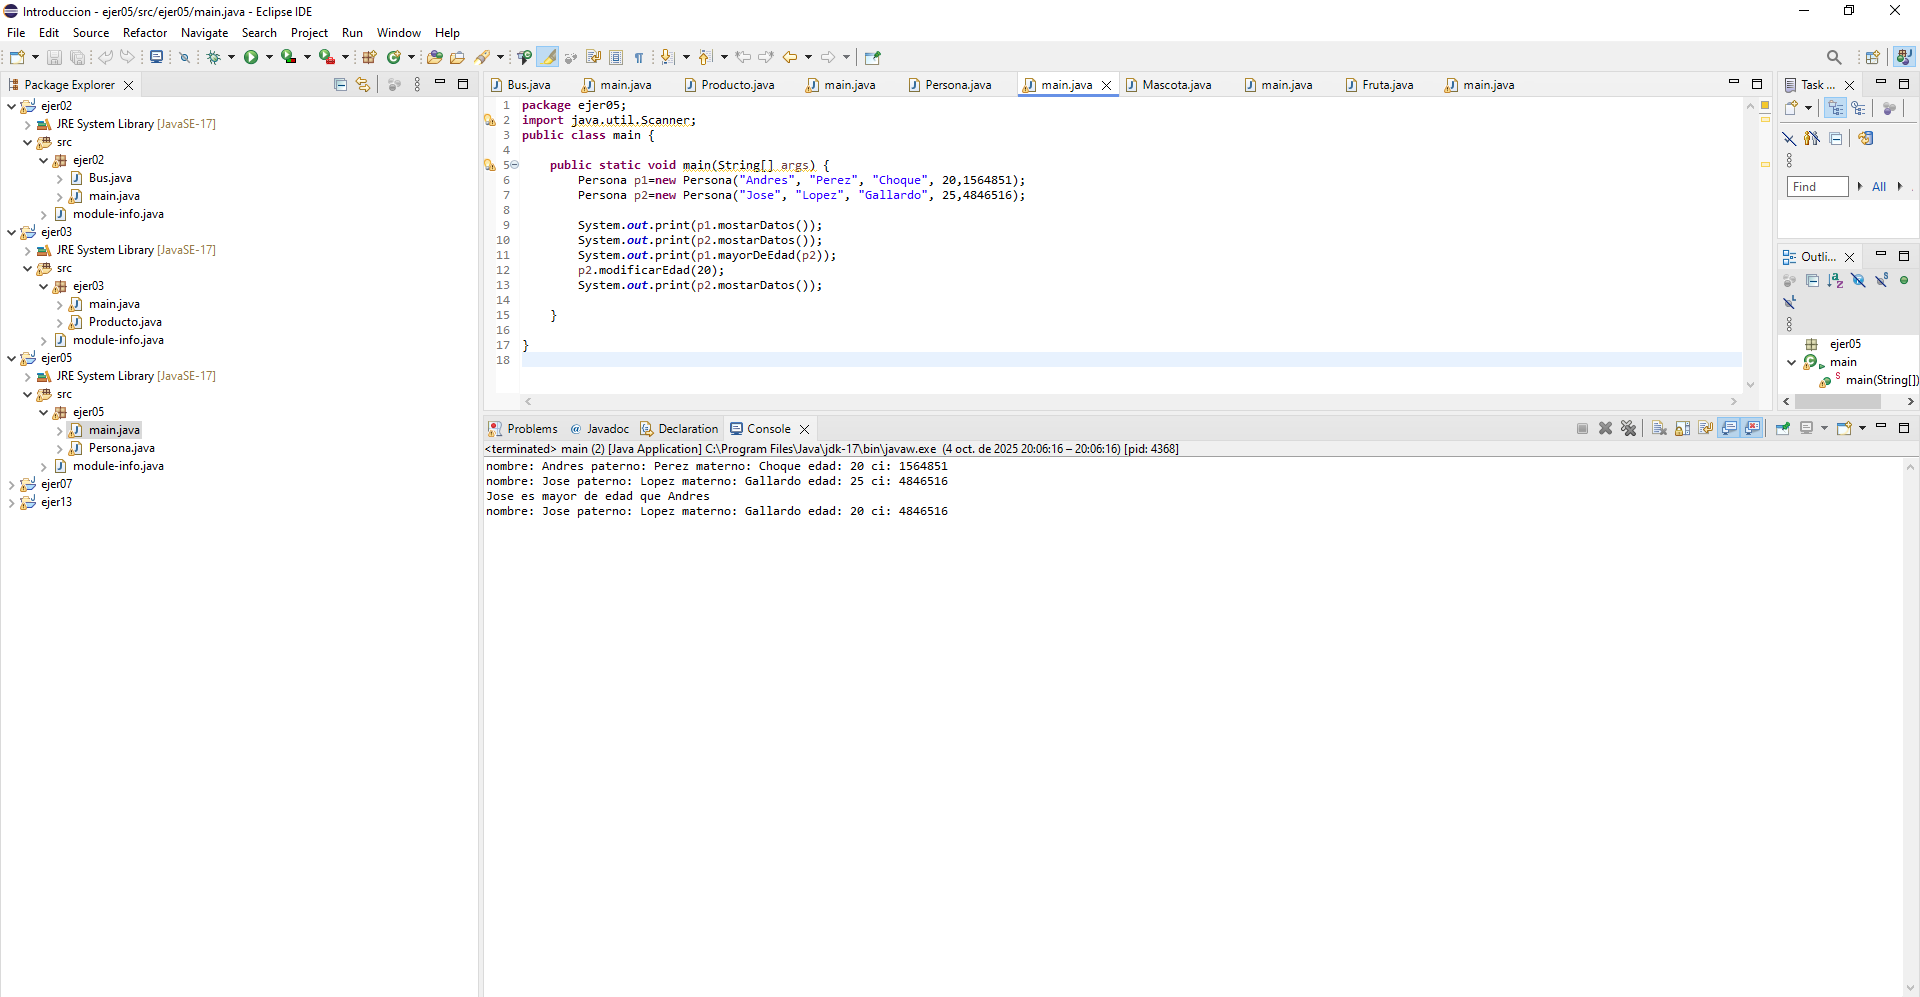 Introduccion - ejer05/src/ejer05/main.java - Eclipse IDE
File Edit Source Refactor Navigate Search Project Run Window Help
Package Explorer
ejer02
JRE System Library [JavaSE-17]
src
ejer02
Bus.java
main.java
module-info.java
ejer03
JRE System Library [JavaSE-17]
src
ejer03
main.java
Producto.java
module-info.java
ejer05
JRE System Library [JavaSE-17]
src
ejer05
main.java
Persona.java
module-info.java
ejer07
ejer13
Bus.java main.java Producto.java main.java Persona.java main.java Mascota.java main.java Fruta.java main.java
1 package ejer05;
2 import java.util.Scanner;
3 public class main {
4
5 public static void main(String[] args) {
6 Persona p1=new Persona("Andres", "Perez", "Choque", 20,1564851);
7 Persona p2=new Persona("Jose", "Lopez", "Gallardo", 25,4846516);
8
9 System.out.print(p1.mostarDatos());
10 System.out.print(p2.mostarDatos());
11 System.out.print(p1.mayorDeEdad(p2));
12 p2.modificarEdad(20);
13 System.out.print(p2.mostarDatos());
14
15 }
16
17 }
18
Problems @ Javadoc Declaration Console
<terminated> main (2) [Java Application] C:\Program Files\Java\jdk-17\bin\javaw.exe (4 oct. de 2025 20:06:16 – 20:06:16) [pid: 4368]
nombre: Andres paterno: Perez materno: Choque edad: 20 ci: 1564851
nombre: Jose paterno: Lopez materno: Gallardo edad: 25 ci: 4846516
Jose es mayor de edad que Andres
nombre: Jose paterno: Lopez materno: Gallardo edad: 20 ci: 4846516
Task ...
Find All
Outli...
ejer05
main
main(String[])